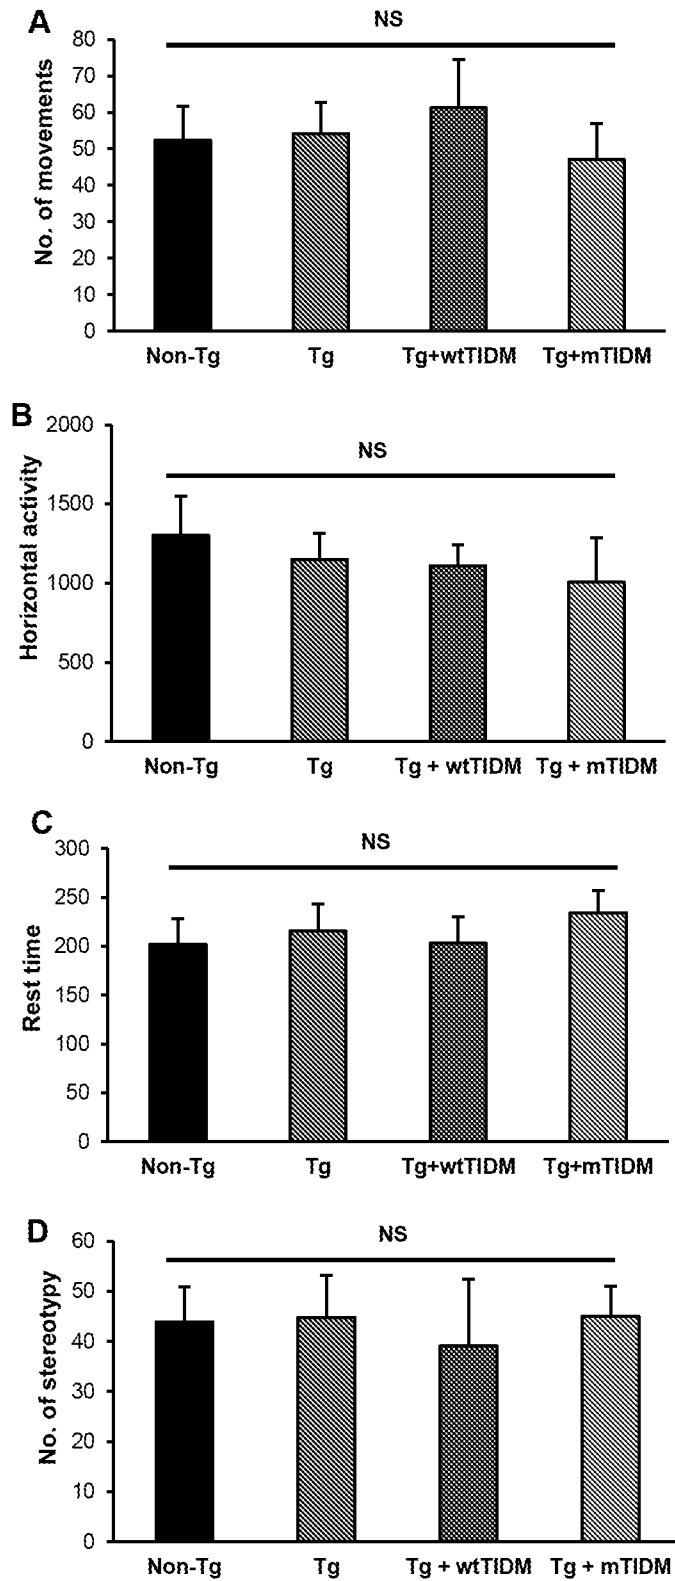 A
NS
No. of movements
80
70
60
50
40
30
20
10
0
Non-Tg Tg Tg+wtTIDM Tg+mTIDM
B
NS
Horizontal activity
2000
1500
1000
500
0
Non-Tg Tg Tg + wtTIDM Tg + mTIDM
C
NS
Rest time
300
250
200
150
100
50
0
Non-Tg Tg Tg+wtTIDM Tg+mTIDM
D
NS
No. of stereotypy
60
50
40
30
20
10
0
Non-Tg Tg Tg + wtTIDM Tg + mTIDM